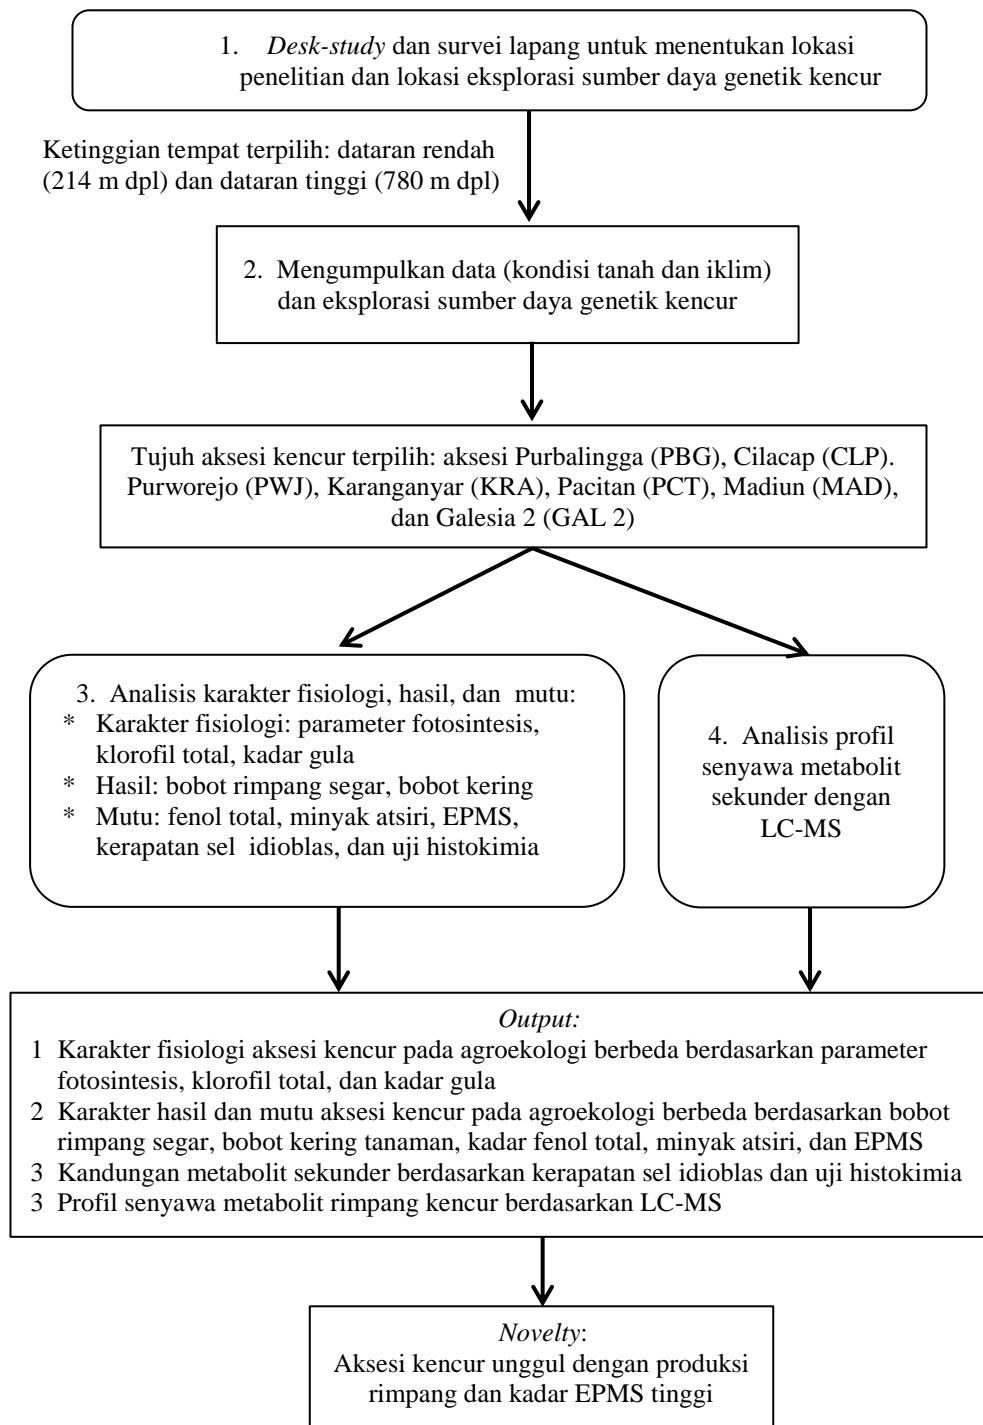 1. Desk-study dan survei lapang untuk menentukan lokasi
penelitian dan lokasi eksplorasi sumber daya genetik kencur
Ketinggian tempat terpilih: dataran rendah
(214 m dpl) dan dataran tinggi (780 m dpl)
2. Mengumpulkan data (kondisi tanah dan iklim)
dan eksplorasi sumber daya genetik kencur
Tujuh aksesi kencur terpilih: aksesi Purbalingga (PBG), Cilacap (CLP).
Purworejo (PWJ), Karanganyar (KRA), Pacitan (PCT), Madiun (MAD),
dan Galesia 2 (GAL 2)
3. Analisis karakter fisiologi, hasil, dan mutu:
* Karakter fisiologi: parameter fotosintesis,
klorofil total, kadar gula
* Hasil: bobot rimpang segar, bobot kering
* Mutu: fenol total, minyak atsiri, EPMS,
kerapatan sel idioblas, dan uji histokimia
4. Analisis profil
senyawa metabolit
sekunder dengan
LC-MS
Output:
1 Karakter fisiologi aksesi kencur pada agroekologi berbeda berdasarkan parameter
fotosintesis, klorofil total, dan kadar gula
2 Karakter hasil dan mutu aksesi kencur pada agroekologi berbeda berdasarkan bobot
rimpang segar, bobot kering tanaman, kadar fenol total, minyak atsiri, dan EPMS
3 Kandungan metabolit sekunder berdasarkan kerapatan sel idioblas dan uji histokimia
3 Profil senyawa metabolit rimpang kencur berdasarkan LC-MS
Novelty:
Aksesi kencur unggul dengan produksi
rimpang dan kadar EPMS tinggi